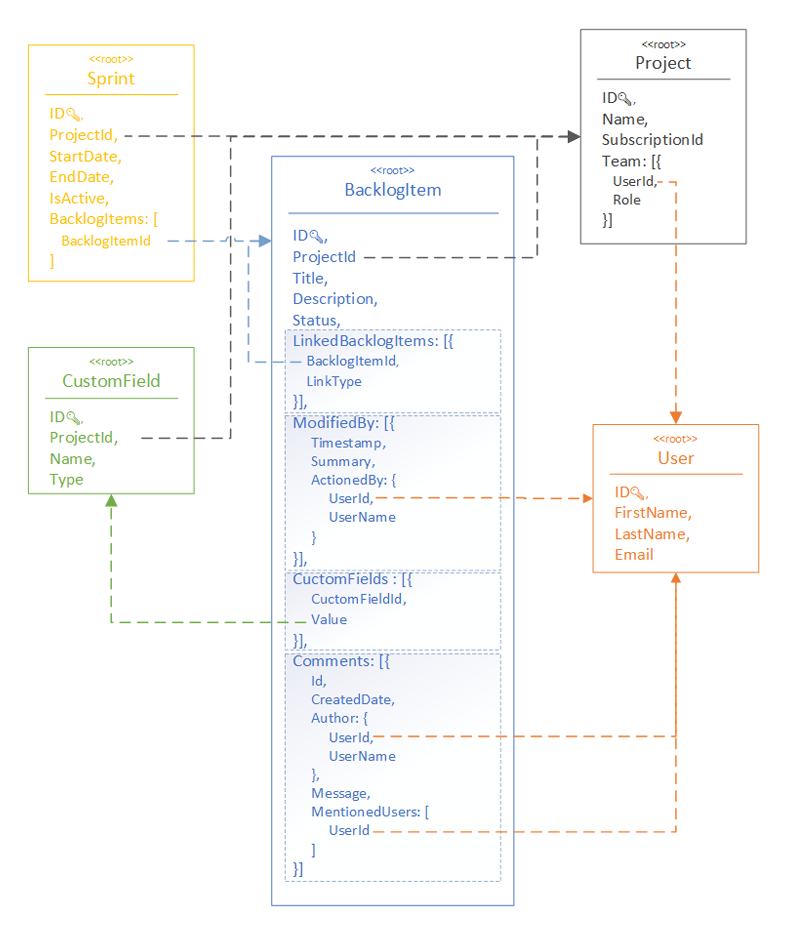 <<root>>
Sprint
ID,
ProjectId,
StartDate,
EndDate,
IsActive,
BacklogItems: [
BacklogItemId
]
<<root>>
Project
ID,
Name,
SubscriptionId
Team: [{
UserId,
Role
}]
<<root>>
BacklogItem
ID,
ProjectId
Title,
Description,
Status,
LinkedBacklogItems: [{
BacklogItemId,
LinkType
}],
ModifiedBy: [{
Timestamp,
Summary,
ActionedBy: {
UserId,
UserName
}
}],
CuctomFields : [{
CuctomFieldId,
Value
}],
Comments: [{
Id,
CreatedDate,
Author: {
UserId,
UserName
},
Message,
MentionedUsers: [
UserId
]
}]
<<root>>
CustomField
ID,
ProjectId,
Name,
Type
<<root>>
User
ID,
FirstName,
LastName,
Email